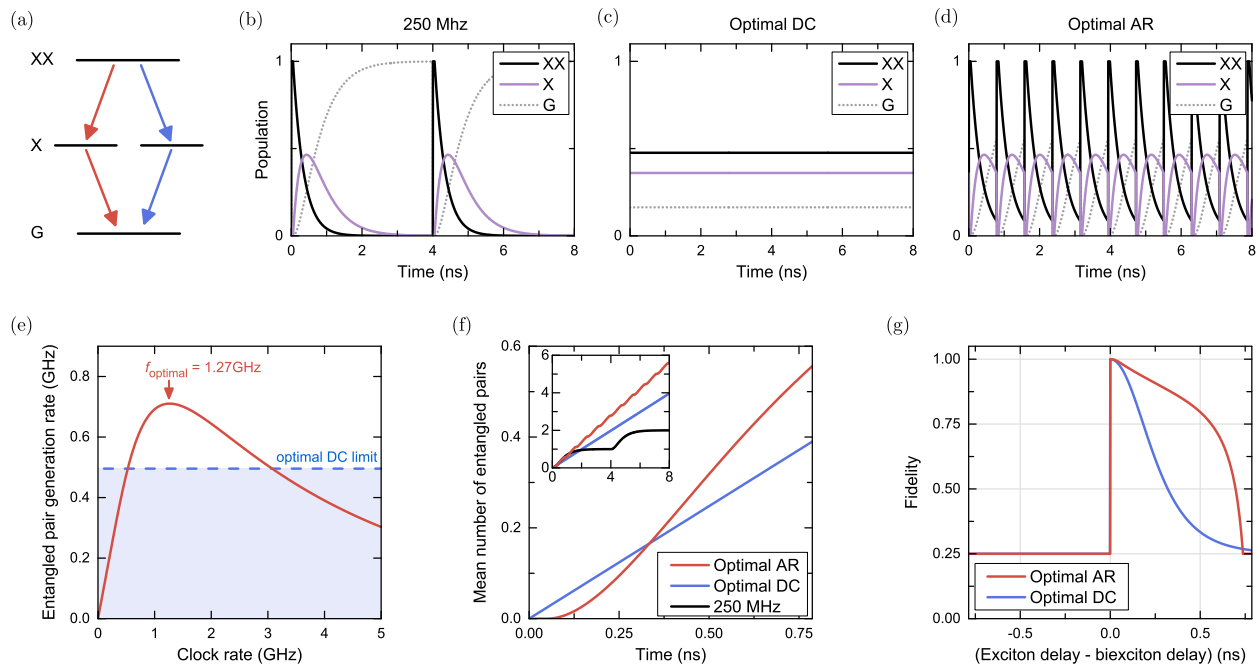 (a)
XX
X
G
(b)
250 Mhz
Population
1
0
XX
X
G
0 2 4 6 8
Time (ns)
(c)
Optimal DC
1
0
XX
X
G
0 2 4 6 8
Time (ns)
(d)
Optimal AR
1
0
XX
X
G
0 1 2 3 4 5 6 7 8
Time (ns)
(e)
Entangled pair generation rate (GHz)
0.8
0.6
0.4
0.2
0.0
foptimal = 1.27GHz
optimal DC limit
0 1 2 3 4 5
Clock rate (GHz)
(f)
Mean number of entangled pairs
0.6
0.4
0.2
0.0
6
4
2
0
0 4 8
Optimal AR
Optimal DC
250 MHz
0.00 0.25 0.50 0.75
Time (ns)
(g)
Fidelity
1.00
0.75
0.50
0.25
0.00
Optimal AR
Optimal DC
-0.5 0.0 0.5
(Exciton delay - biexciton delay) (ns)